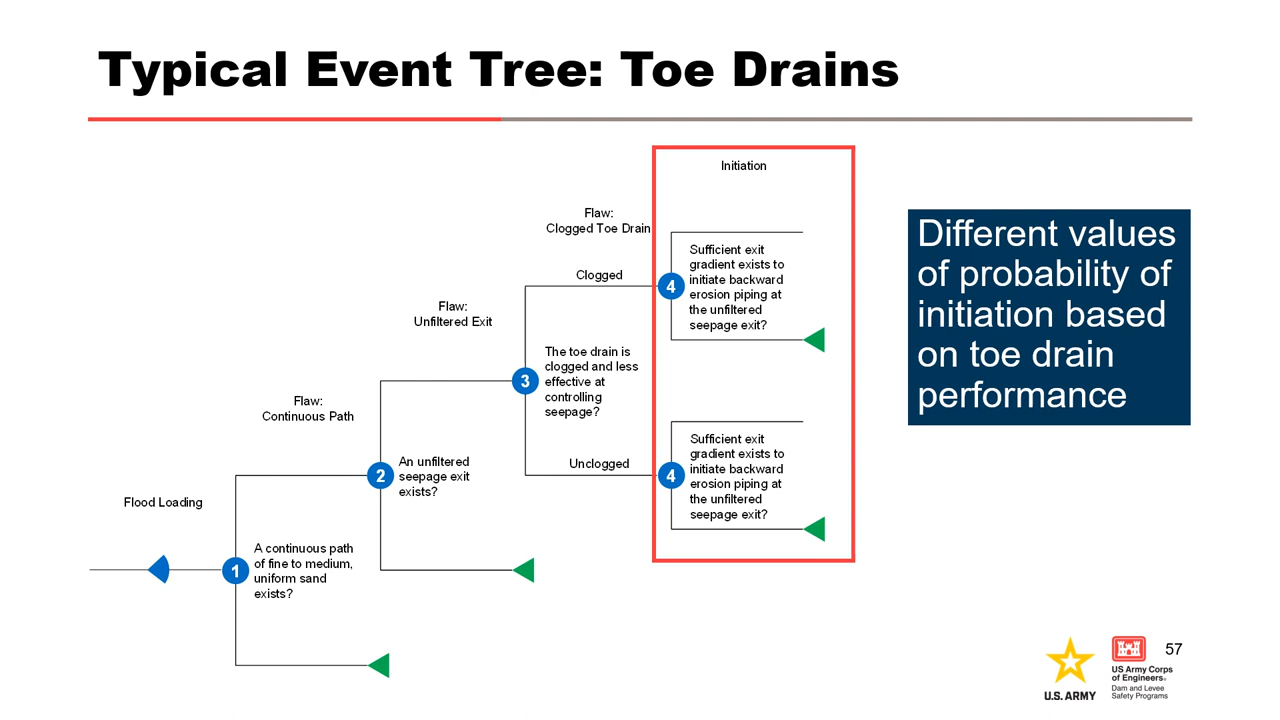 Typical Event Tree: Toe Drains
Initiation
Flaw:
Clogged Toe Drain
Clogged
4
Sufficient exit
gradient exists to
initiate backward
erosion piping at
the unfiltered
seepage exit?
Different values
of probability of
initiation based
on toe drain
performance
Flaw:
Unfiltered Exit
3
The toe drain is
clogged and less
effective at
controlling
seepage?
Flaw:
Continuous Path
Unclogged
4
Sufficient exit
gradient exists to
initiate backward
erosion piping at
the unfiltered
seepage exit?
2
An unfiltered
seepage exit
exists?
Flood Loading
1
A continuous path
of fine to medium,
uniform sand
exists?
U.S. ARMY
US Army Corps
of Engineers®
Dam and Levee
Safety Programs
57